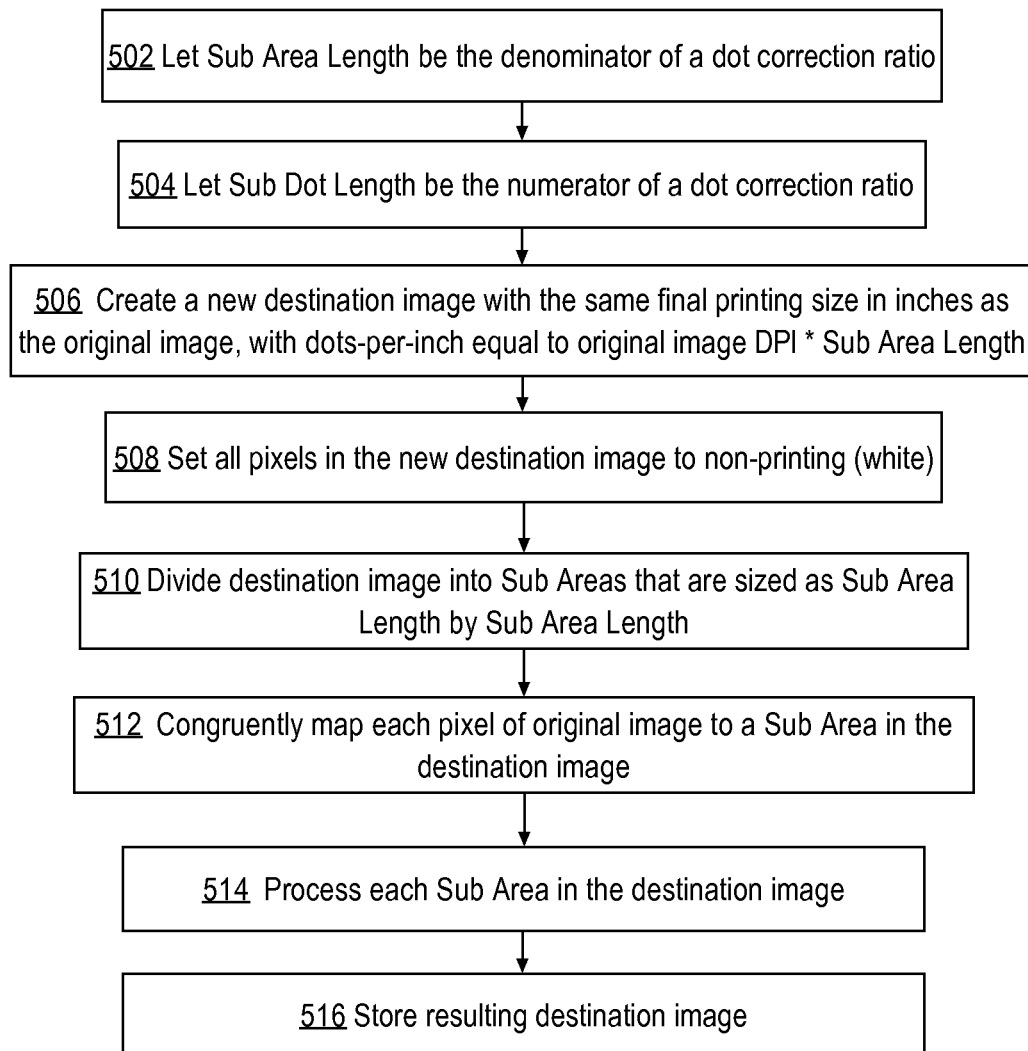 502 Let Sub Area Length be the denominator of a dot correction ratio
504 Let Sub Dot Length be the numerator of a dot correction ratio
506 Create a new destination image with the same final printing size in inches as
the original image, with dots-per-inch equal to original image DPI * Sub Area Length
508 Set all pixels in the new destination image to non-printing (white)
510 Divide destination image into Sub Areas that are sized as Sub Area
Length by Sub Area Length
512 Congruently map each pixel of original image to a Sub Area in the
destination image
514 Process each Sub Area in the destination image
516 Store resulting destination image